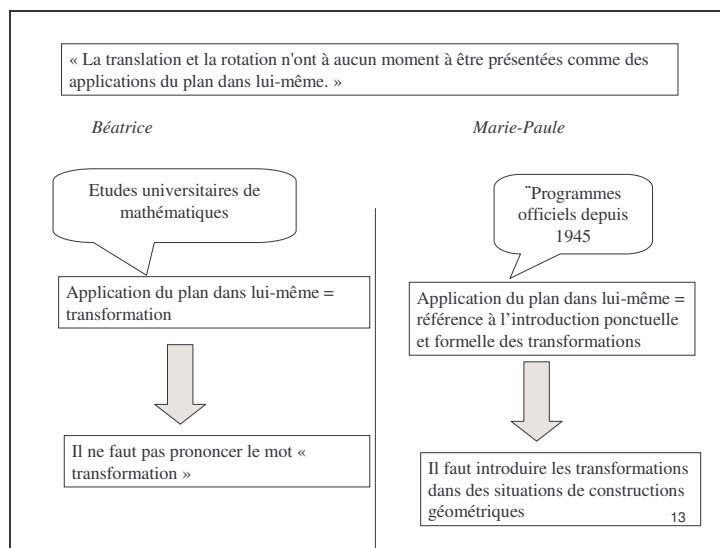 « La translation et la rotation n'ont à aucun moment à être présentées comme des
applications du plan dans lui-même. »
Béatrice
Marie-Paule
Etudes universitaires de
mathématiques
¨Programmes
officiels depuis
1945
Application du plan dans lui-même =
transformation
Application du plan dans lui-même =
référence à l'introduction ponctuelle
et formelle des transformations
Il ne faut pas prononcer le mot «
transformation »
Il faut introduire les transformations
dans des situations de constructions
géométriques
13